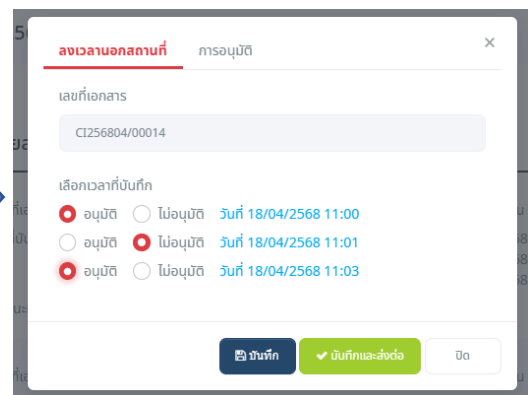 ลงเวลานอกสถานที่ การอนุมัติ ×
เลขที่เอกสาร
CI256804/00014
เลือกเวลาที่บันทึก
อนุมัติ ไม่อนุมัติ วันที่ 18/04/2568 11:00
อนุมัติ ไม่อนุมัติ วันที่ 18/04/2568 11:01
อนุมัติ ไม่อนุมัติ วันที่ 18/04/2568 11:03
บันทึก บันทึกและส่งต่อ ปิด